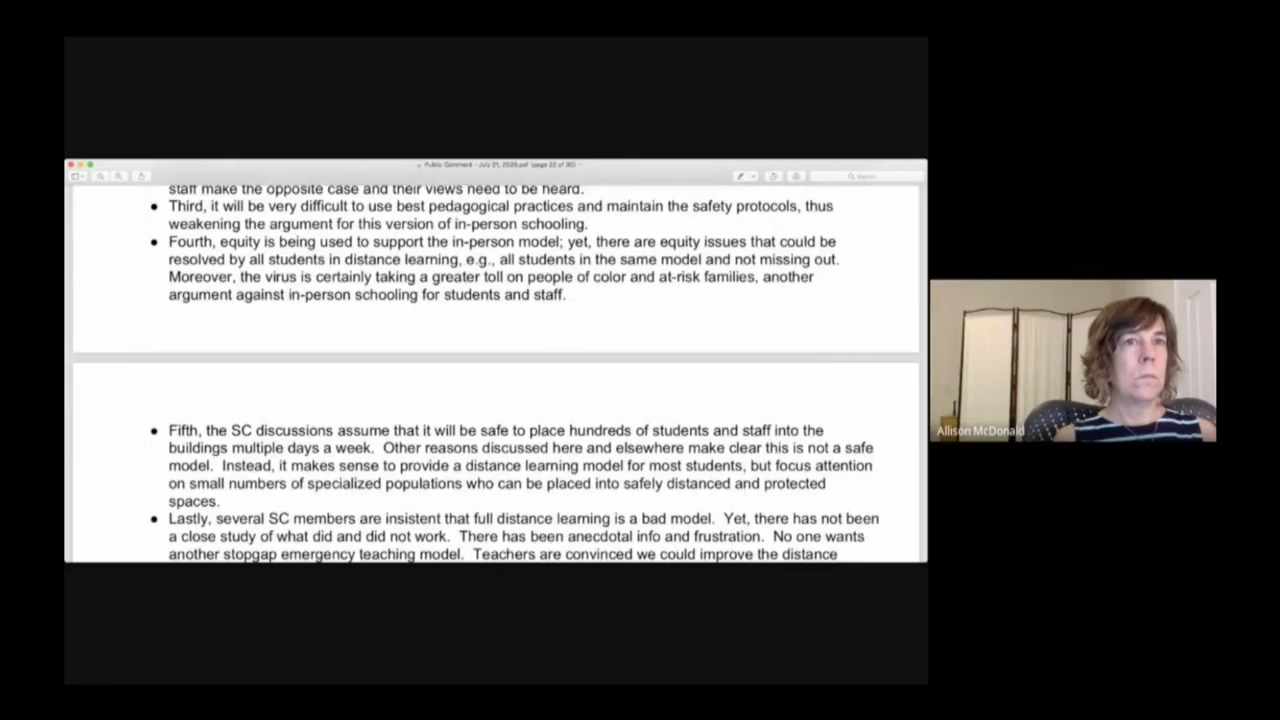 Public Comment - July 21, 2020.pdf (page 22 of 30)
Search
staff make the opposite case and their views need to be heard.
● Third, it will be very difficult to use best pedagogical practices and maintain the safety protocols, thus
weakening the argument for this version of in-person schooling.
● Fourth, equity is being used to support the in-person model; yet, there are equity issues that could be
resolved by all students in distance learning, e.g., all students in the same model and not missing out.
Moreover, the virus is certainly taking a greater toll on people of color and at-risk families, another
argument against in-person schooling for students and staff.
● Fifth, the SC discussions assume that it will be safe to place hundreds of students and staff into the
buildings multiple days a week.  Other reasons discussed here and elsewhere make clear this is not a safe
model.  Instead, it makes sense to provide a distance learning model for most students, but focus attention
on small numbers of specialized populations who can be placed into safely distanced and protected
spaces.
● Lastly, several SC members are insistent that full distance learning is a bad model.  Yet, there has not been
a close study of what did and did not work.  There has been anecdotal info and frustration.  No one wants
another stopgap emergency teaching model.  Teachers are convinced we could improve the distance
Allison McDonald